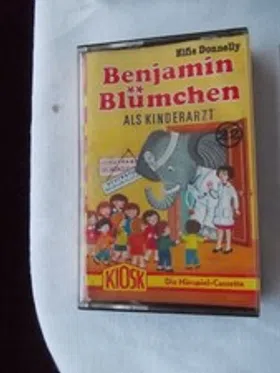 Elfie Donnelly
Benjamin
Blümchen
ALS KINDERARZT
KIOSK
Die Hörspiel-Cassette